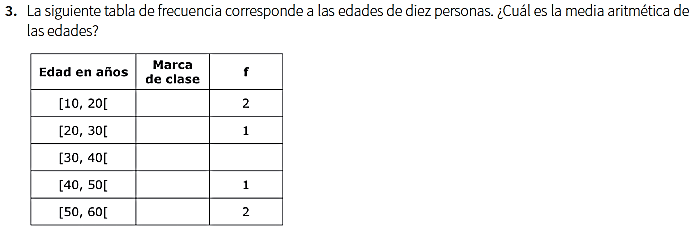 3. La siguiente tabla de frecuencia corresponde a las edades de diez personas. ¿Cuál es la media aritmética de
las edades?
Edad en años Marca de clase f
[10, 20[ 2
[20, 30[ 1
[30, 40[
[40, 50[ 1
[50, 60[ 2